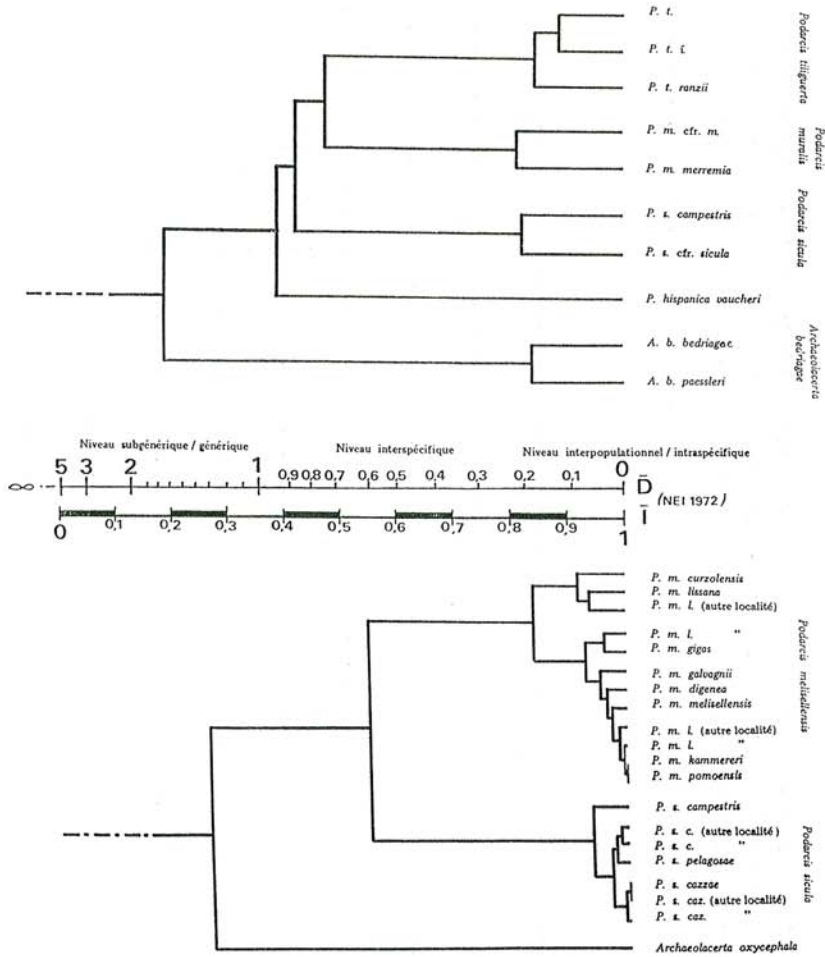 P. t.
P. t. t.
P. t. ranzii
Podarcis tiliguerta
P. m. cfr. m.
P. m. merremia
Podarcis muralis
P. s. campestris
P. s. cfr. sicula
Podarcis sicula
P. hispanica vaucheri
A. b. bedriagae
A. b. paessleri
Archaeolacerta bedriagae
Niveau subgénérique / générique
Niveau interspécifique
Niveau interpopulationnel / intraspécifique
∞ 5 3 2 1 0,9 0,8 0,7 0,6 0,5 0,4 0,3 0,2 0,1 0 D̄
(NEI 1972)
0 0,1 0,2 0,3 0,4 0,5 0,6 0,7 0,8 0,9 1 Ī
P. m. curzolensis
P. m. lissana
P. m. l. (autre localité)
P. m. l. "
P. m. gigas
P. m. galvagnii
P. m. digenea
P. m. melisellensis
P. m. l. (autre localité)
P. m. l. "
P. m. kammereri
P. m. pomoensis
Podarcis melisellensis
P. s. campestris
P. s. c. (autre localité)
P. s. c. "
P. s. pelagosae
P. s. cazzae
P. s. caz. (autre localité)
P. s. caz. "
Podarcis sicula
Archaeolacerta oxycephala